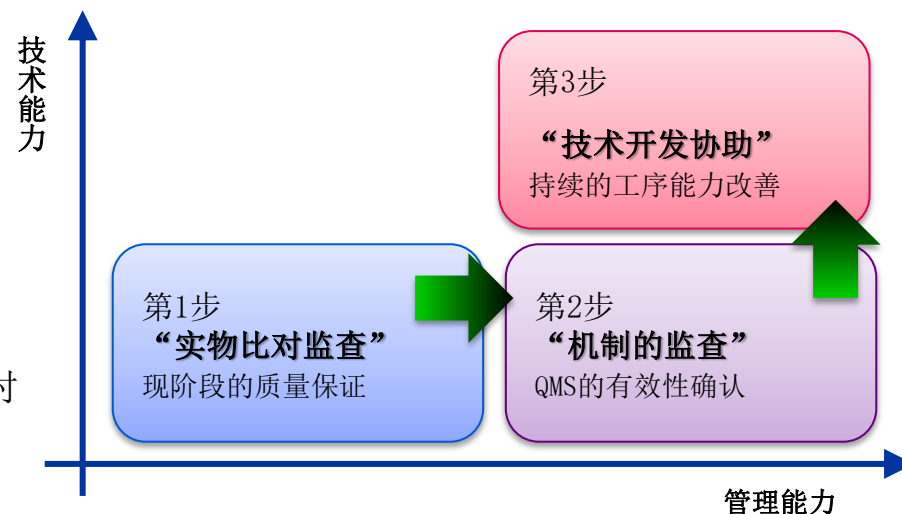 技术能力
第3步
“技术开发协助”
持续的工序能力改善
第1步
“实物比对监查”
现阶段的质量保证
第2步
“机制的监查”
QMS的有效性确认
时
管理能力